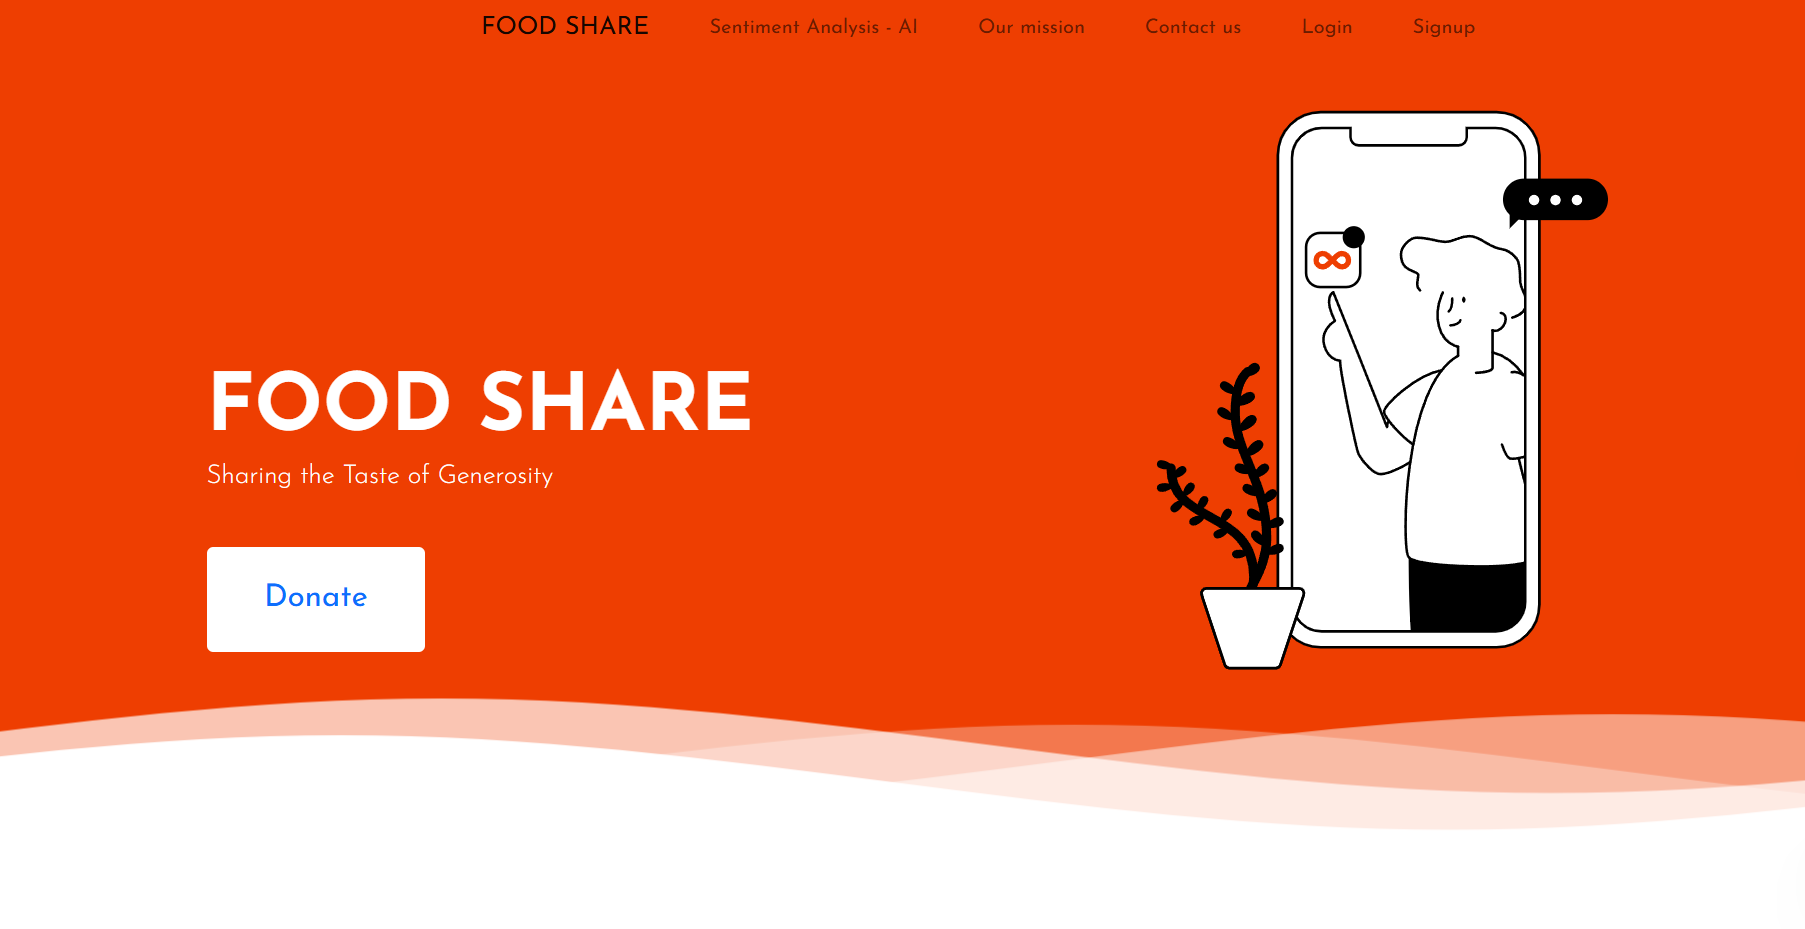 FOOD SHARE Sentiment Analysis - AI Our mission Contact us Login Signup
FOOD SHARE
Sharing the Taste of Generosity
Donate